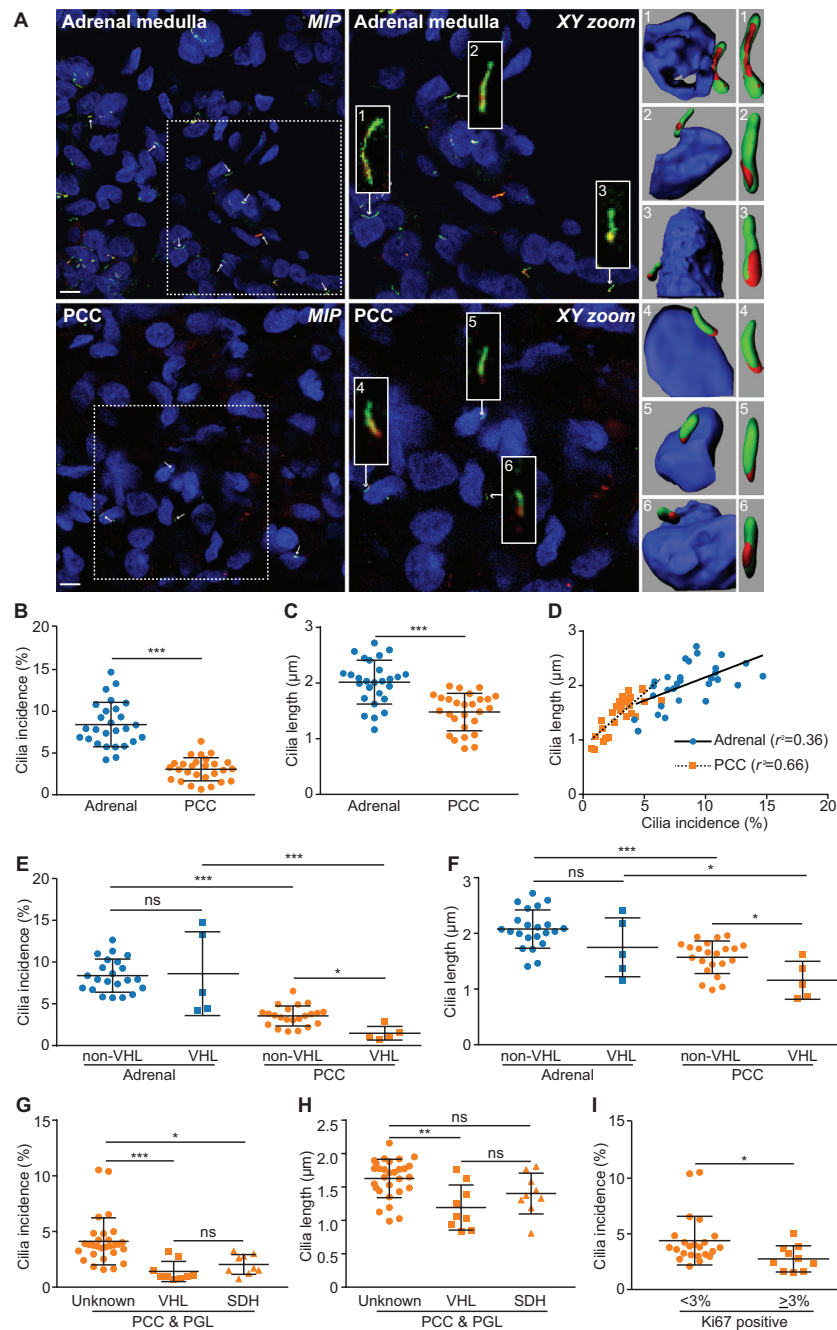 A
Adrenal medulla
MIP
Adrenal medulla
XY zoom
1
2
3
1
1
2
2
3
3
PCC
MIP
PCC
XY zoom
4
5
6
4
4
5
5
6
6
B
Cilia incidence (%)
20
15
10
5
0
***
Adrenal
PCC
C
Cilia length (µm)
3
2
1
0
***
Adrenal
PCC
D
Cilia length (µm)
3
2
1
0
Adrenal (r²=0.36)
PCC (r²=0.66)
0
5
10
15
20
Cilia incidence (%)
E
Cilia incidence (%)
20
15
10
5
0
***
***
ns
*
non-VHL
VHL
non-VHL
VHL
Adrenal
PCC
F
Cilia length (µm)
3
2
1
0
***
ns
*
*
non-VHL
VHL
non-VHL
VHL
Adrenal
PCC
G
Cilia incidence (%)
15
10
5
0
*
***
ns
Unknown
VHL
SDH
PCC & PGL
H
Cilia length (µm)
2.5
2.0
1.5
1.0
0.5
0.0
ns
**
ns
Unknown
VHL
SDH
PCC & PGL
I
Cilia incidence (%)
15
10
5
0
*
<3%
≥3%
Ki67 positive